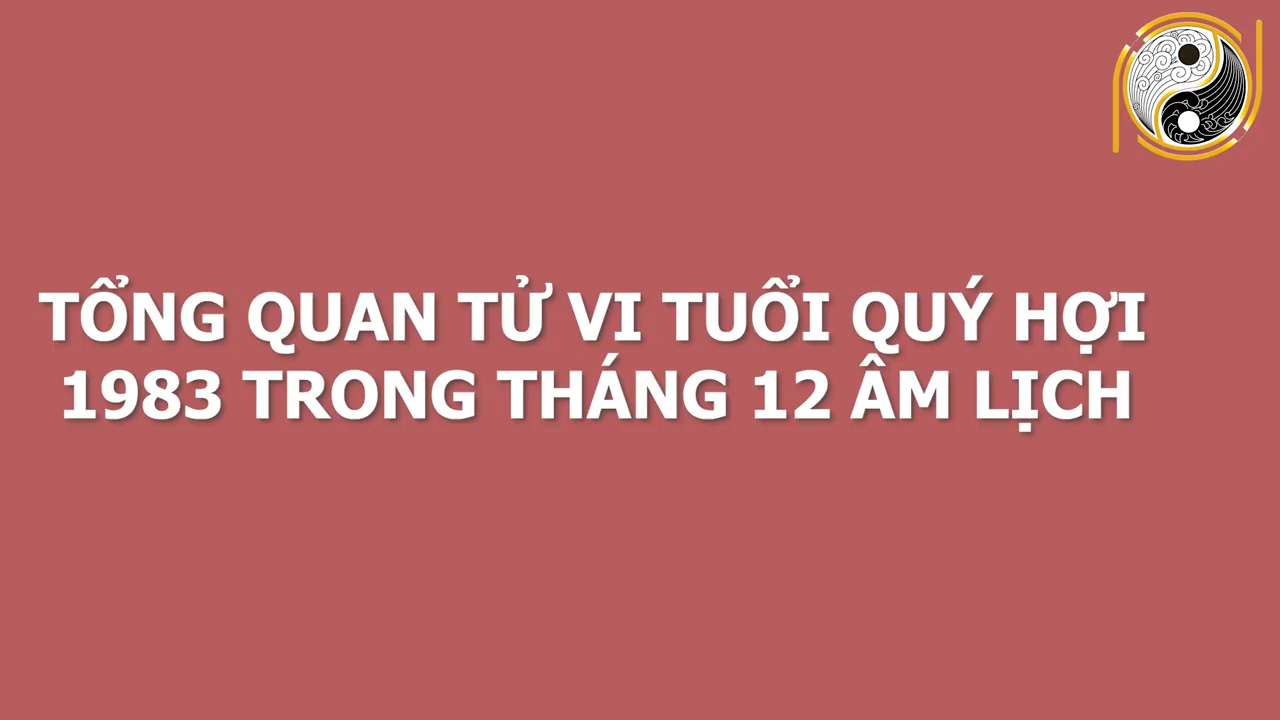 TỔNG QUAN TỬ VI TUỔI QUÝ HỢI
1983 TRONG THÁNG 12 ÂM LỊCH